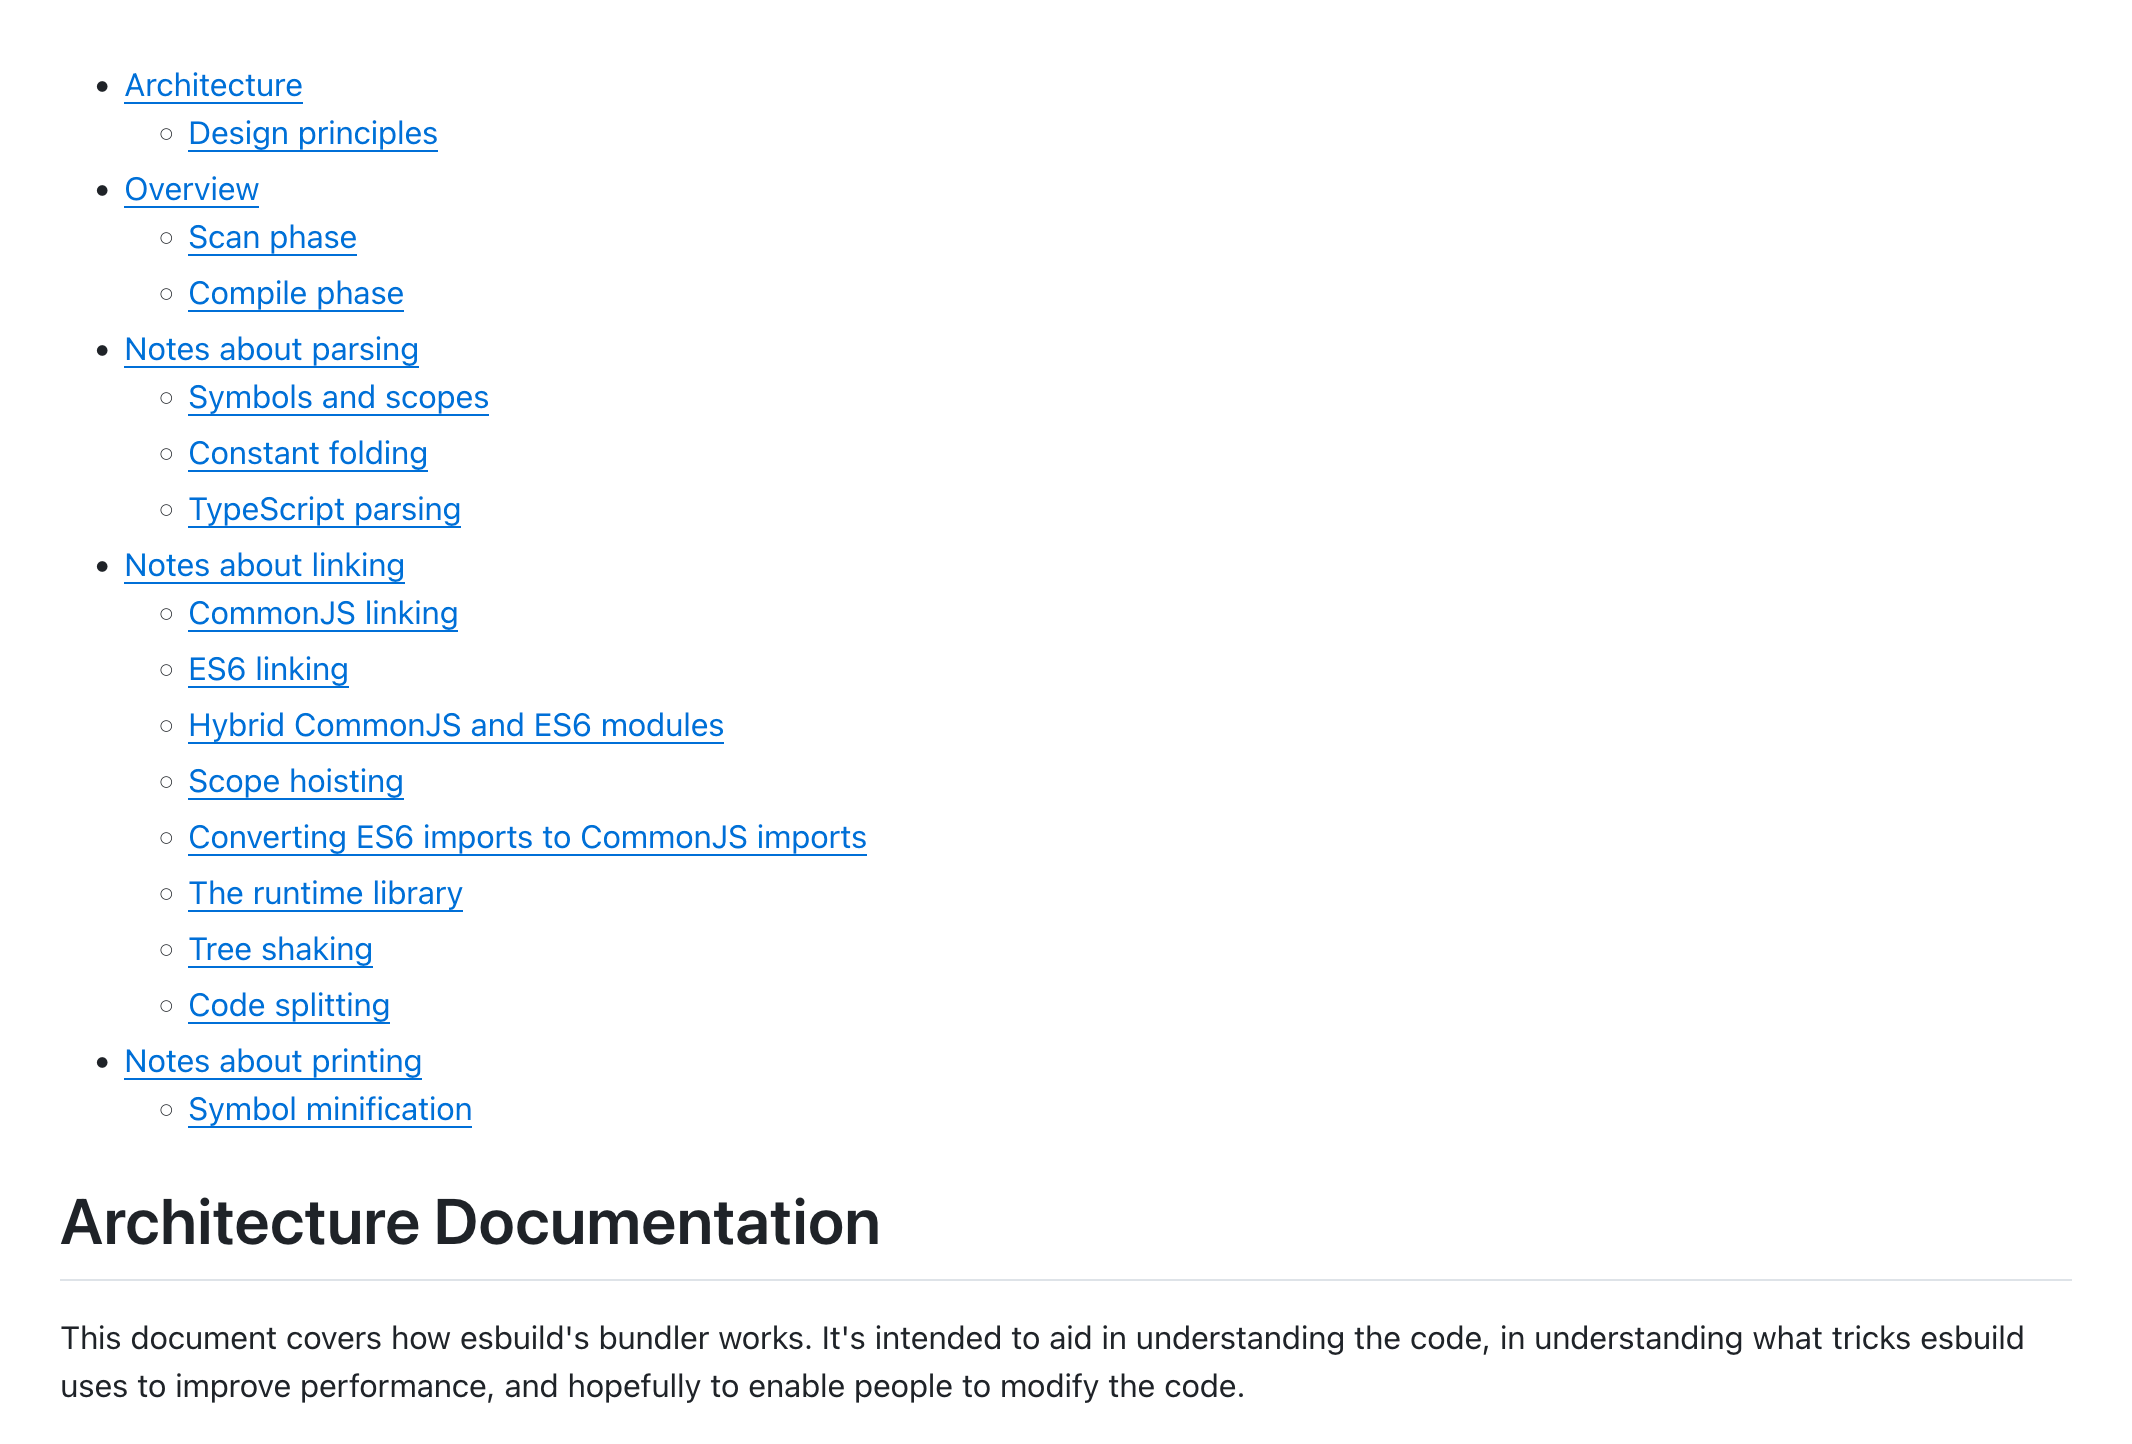 Architecture
Design principles
Overview
Scan phase
Compile phase
Notes about parsing
Symbols and scopes
Constant folding
TypeScript parsing
Notes about linking
CommonJS linking
ES6 linking
Hybrid CommonJS and ES6 modules
Scope hoisting
Converting ES6 imports to CommonJS imports
The runtime library
Tree shaking
Code splitting
Notes about printing
Symbol minification
Architecture Documentation
This document covers how esbuild's bundler works. It's intended to aid in understanding the code, in understanding what tricks esbuild
uses to improve performance, and hopefully to enable people to modify the code.